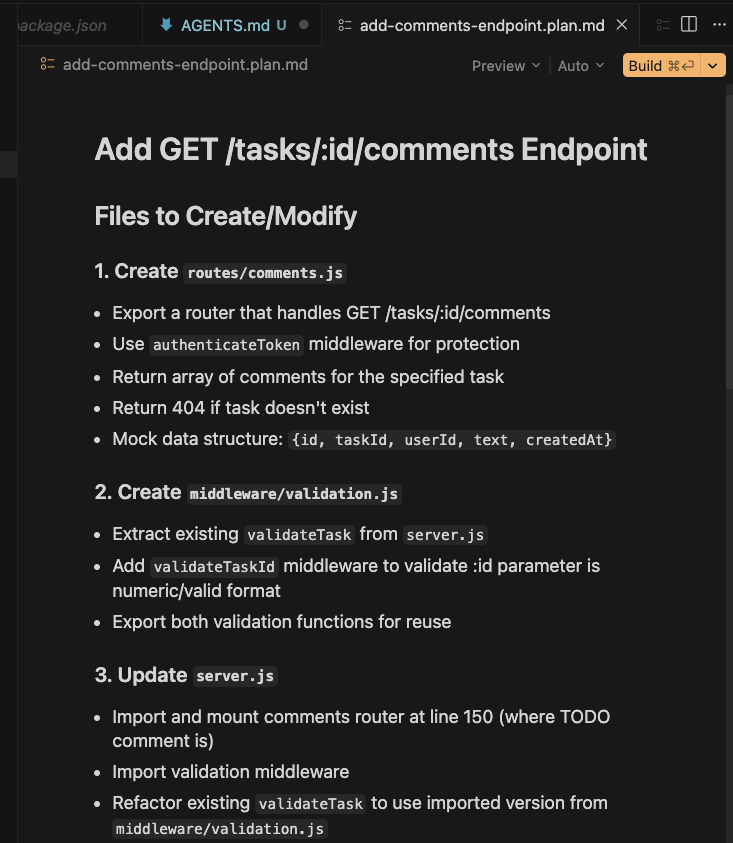 package.json AGENTS.md U add-comments-endpoint.plan.md
add-comments-endpoint.plan.md Preview Auto Build ⌘↩
Add GET /tasks/:id/comments Endpoint
Files to Create/Modify
1. Create routes/comments.js
• Export a router that handles GET /tasks/:id/comments
• Use authenticateToken middleware for protection
• Return array of comments for the specified task
• Return 404 if task doesn't exist
• Mock data structure: {id, taskId, userId, text, createdAt}
2. Create middleware/validation.js
• Extract existing validateTask from server.js
• Add validateTaskId middleware to validate :id parameter is
numeric/valid format
• Export both validation functions for reuse
3. Update server.js
• Import and mount comments router at line 150 (where TODO
comment is)
• Import validation middleware
• Refactor existing validateTask to use imported version from
middleware/validation.js